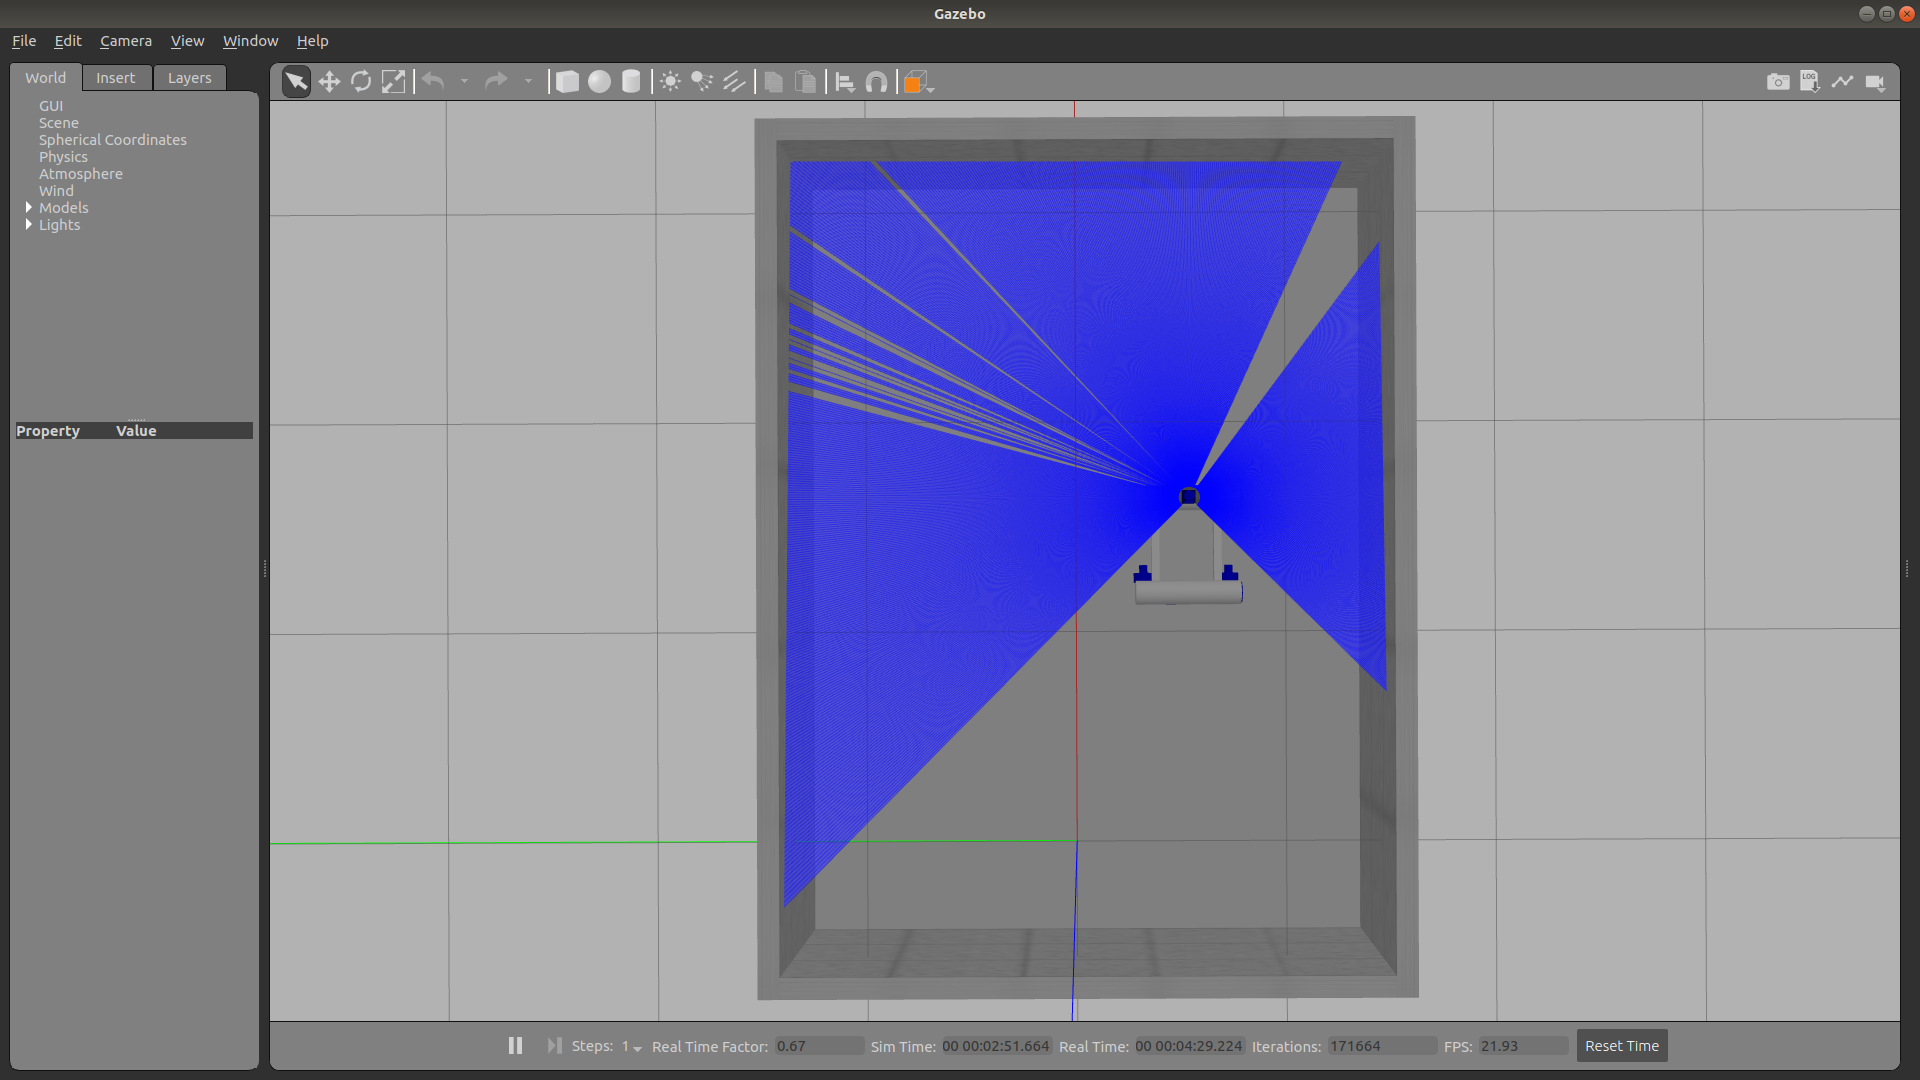 Gazebo
File Edit Camera View Window Help
World Insert Layers
LOG
GUI
Scene
Spherical Coordinates
Physics
Atmosphere
Wind
Models
Lights
Property Value
Steps: 1 Real Time Factor: 0.67 Sim Time: 00 00:02:51.664 Real Time: 00 00:04:29.224 Iterations: 171664 FPS: 21.93 Reset Time